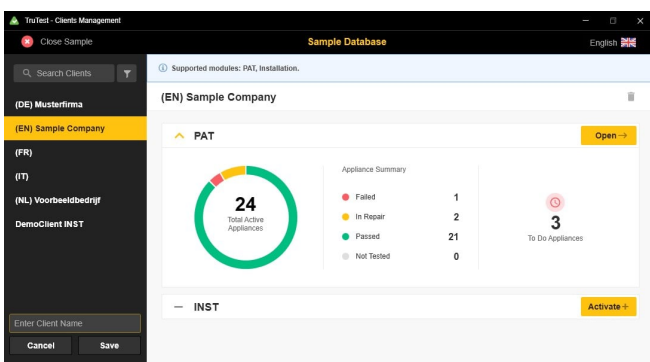 TruTest - Clients Management
Close Sample
Sample Database
English
Search Clients
Supported modules: PAT, Installation.
(DE) Musterfirma
(EN) Sample Company
(FR)
(IT)
(NL) Voorbeeldbedrijf
DemoClient INST
Enter Client Name
Cancel
Save
(EN) Sample Company
PAT
Open
24
Total Active
Appliances
Appliance Summary
Failed 1
In Repair 2
Passed 21
Not Tested 0
3
To Do Appliances
INST
Activate +